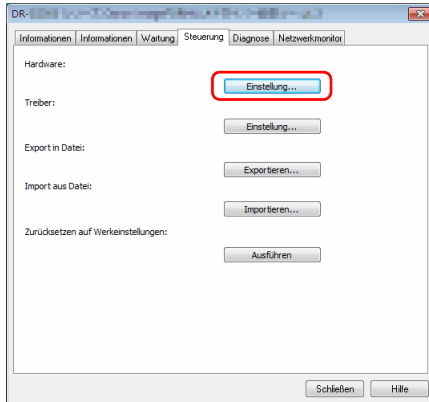 DR-
Informationen Informationen Wartung Steuerung Diagnose Netzwerkmonitor
Hardware:
Einstellung...
Treiber:
Einstellung...
Export in Datei:
Exportieren...
Import aus Datei:
Importieren...
Zurücksetzen auf Werkeinstellungen:
Ausführen
Schließen Hilfe